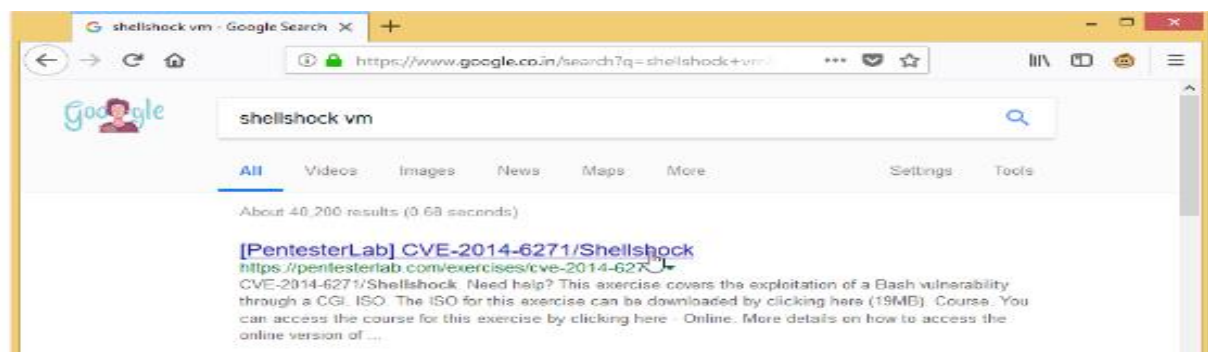 shellshock vm - Google Search
https://www.google.co.in/search?q=shellshock+vm
Google
shellshock vm
All Videos Images News Maps More Settings Tools
About 40,200 results (0.68 seconds)
[PentesterLab] CVE-2014-6271/Shellshock
https://pentesterlab.com/exercises/cve-2014-627
CVE-2014-6271/Shellshock. Need help? This exercise covers the exploitation of a Bash vulnerability
through a CGI. ISO. The ISO for this exercise can be downloaded by clicking here (19MB). Course. You
can access the course for this exercise by clicking here - Online. More details on how to access the
online version of ...